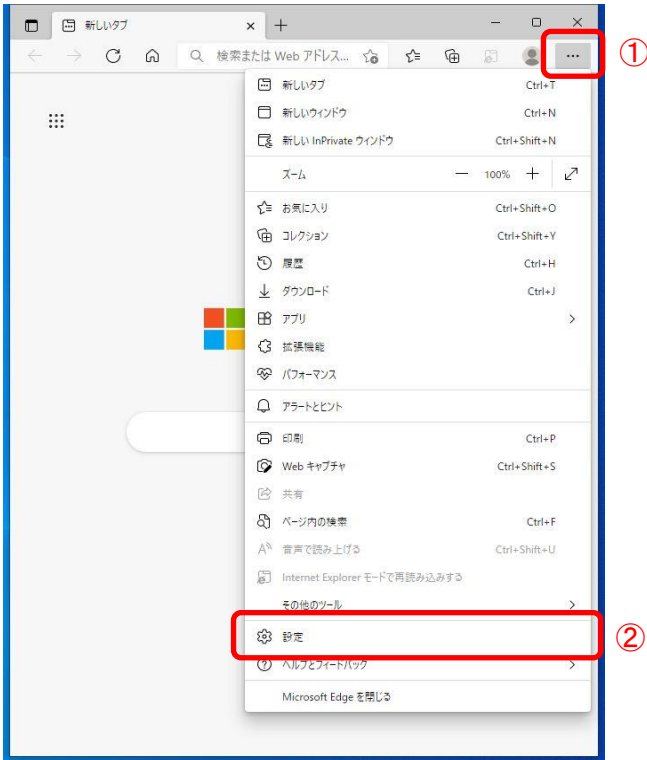 新しいタブ
検索または Web アドレス...
①
新しいタブ Ctrl+T
新しいウィンドウ Ctrl+N
新しい InPrivate ウィンドウ Ctrl+Shift+N
ズーム 100%
お気に入り Ctrl+Shift+O
コレクション Ctrl+Shift+Y
履歴 Ctrl+H
ダウンロード Ctrl+J
アプリ
拡張機能
パフォーマンス
アラートとヒント
印刷 Ctrl+P
Web キャプチャ Ctrl+Shift+S
共有
ページ内の検索 Ctrl+F
音声で読み上げる Ctrl+Shift+U
Internet Explorer モードで再読み込みする
その他のツール
設定
②
ヘルプとフィードバック
Microsoft Edge を閉じる